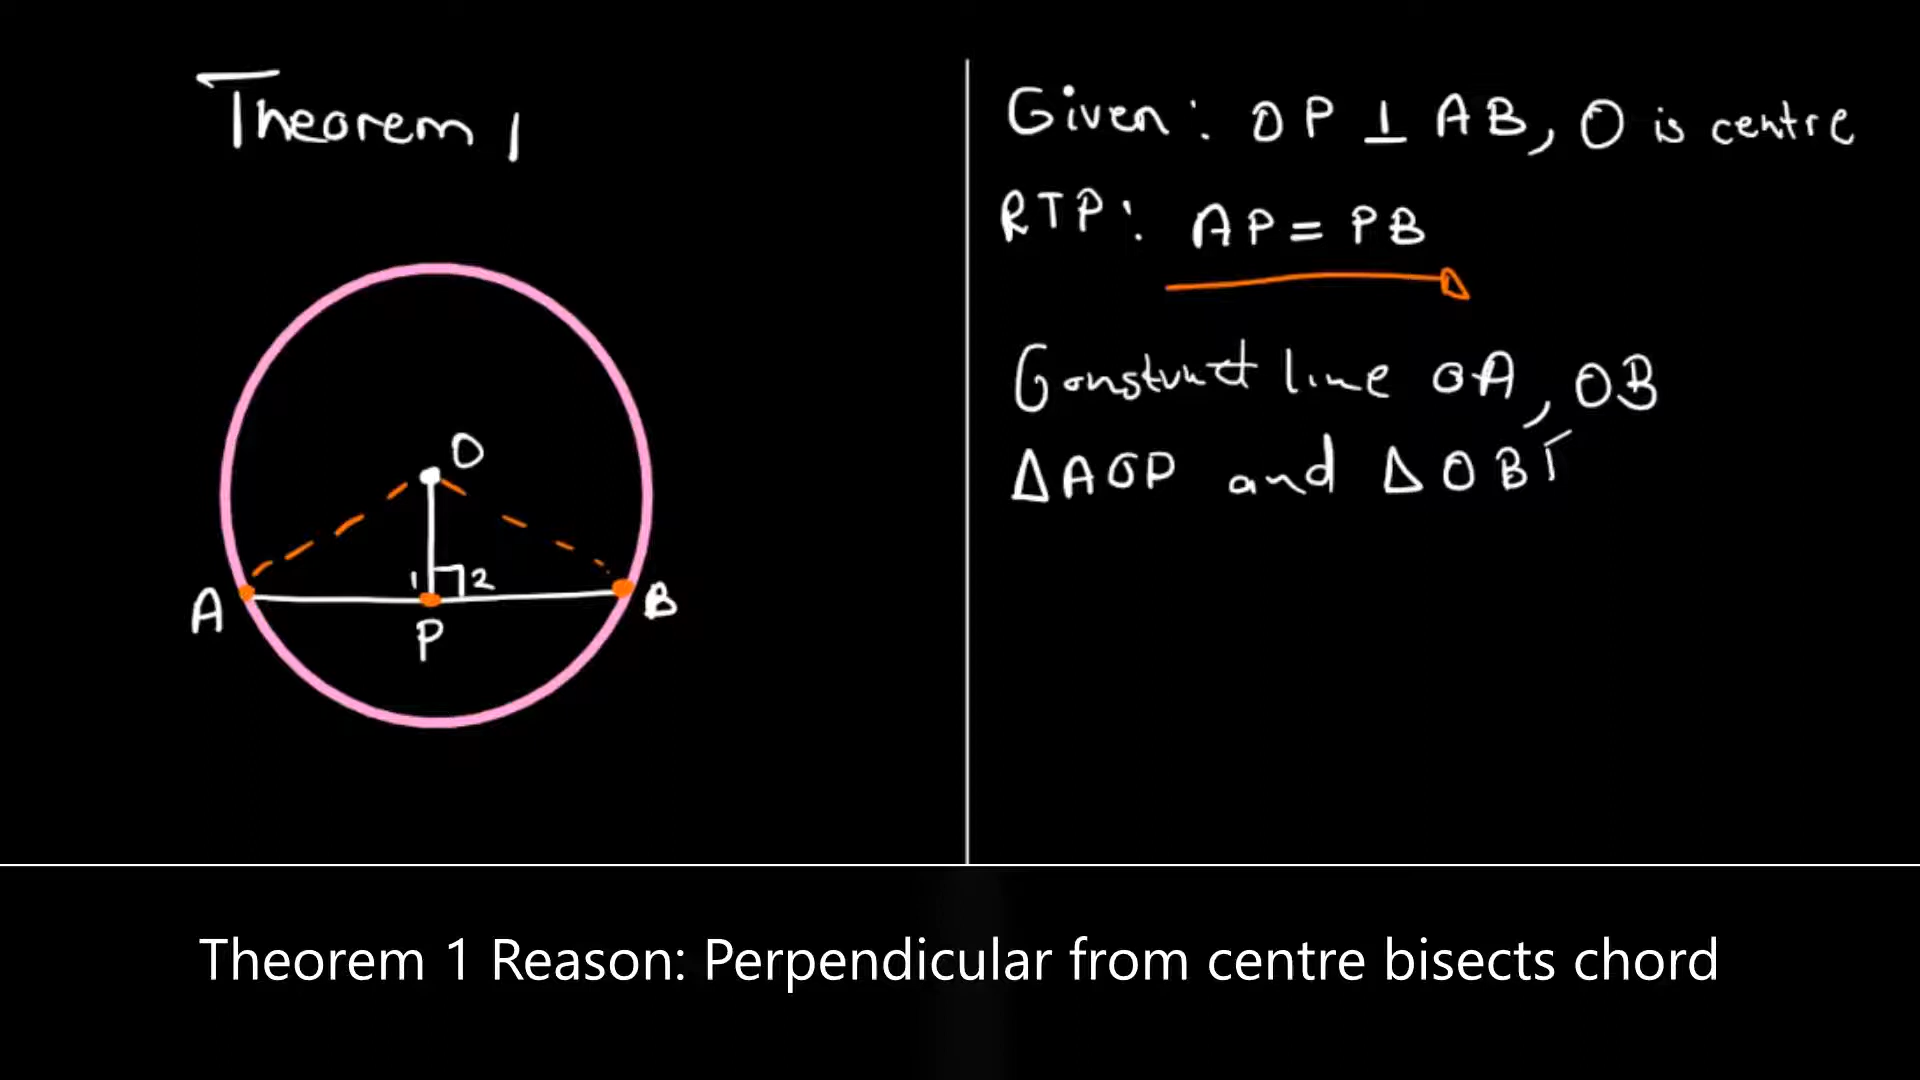 Theorem 1
Given: OP ⊥ AB, O is centre
RTP: AP = PB
Construct line OA, OB
ΔAOP and ΔOB
O
1 2
A B
P
Theorem 1 Reason: Perpendicular from centre bisects chord